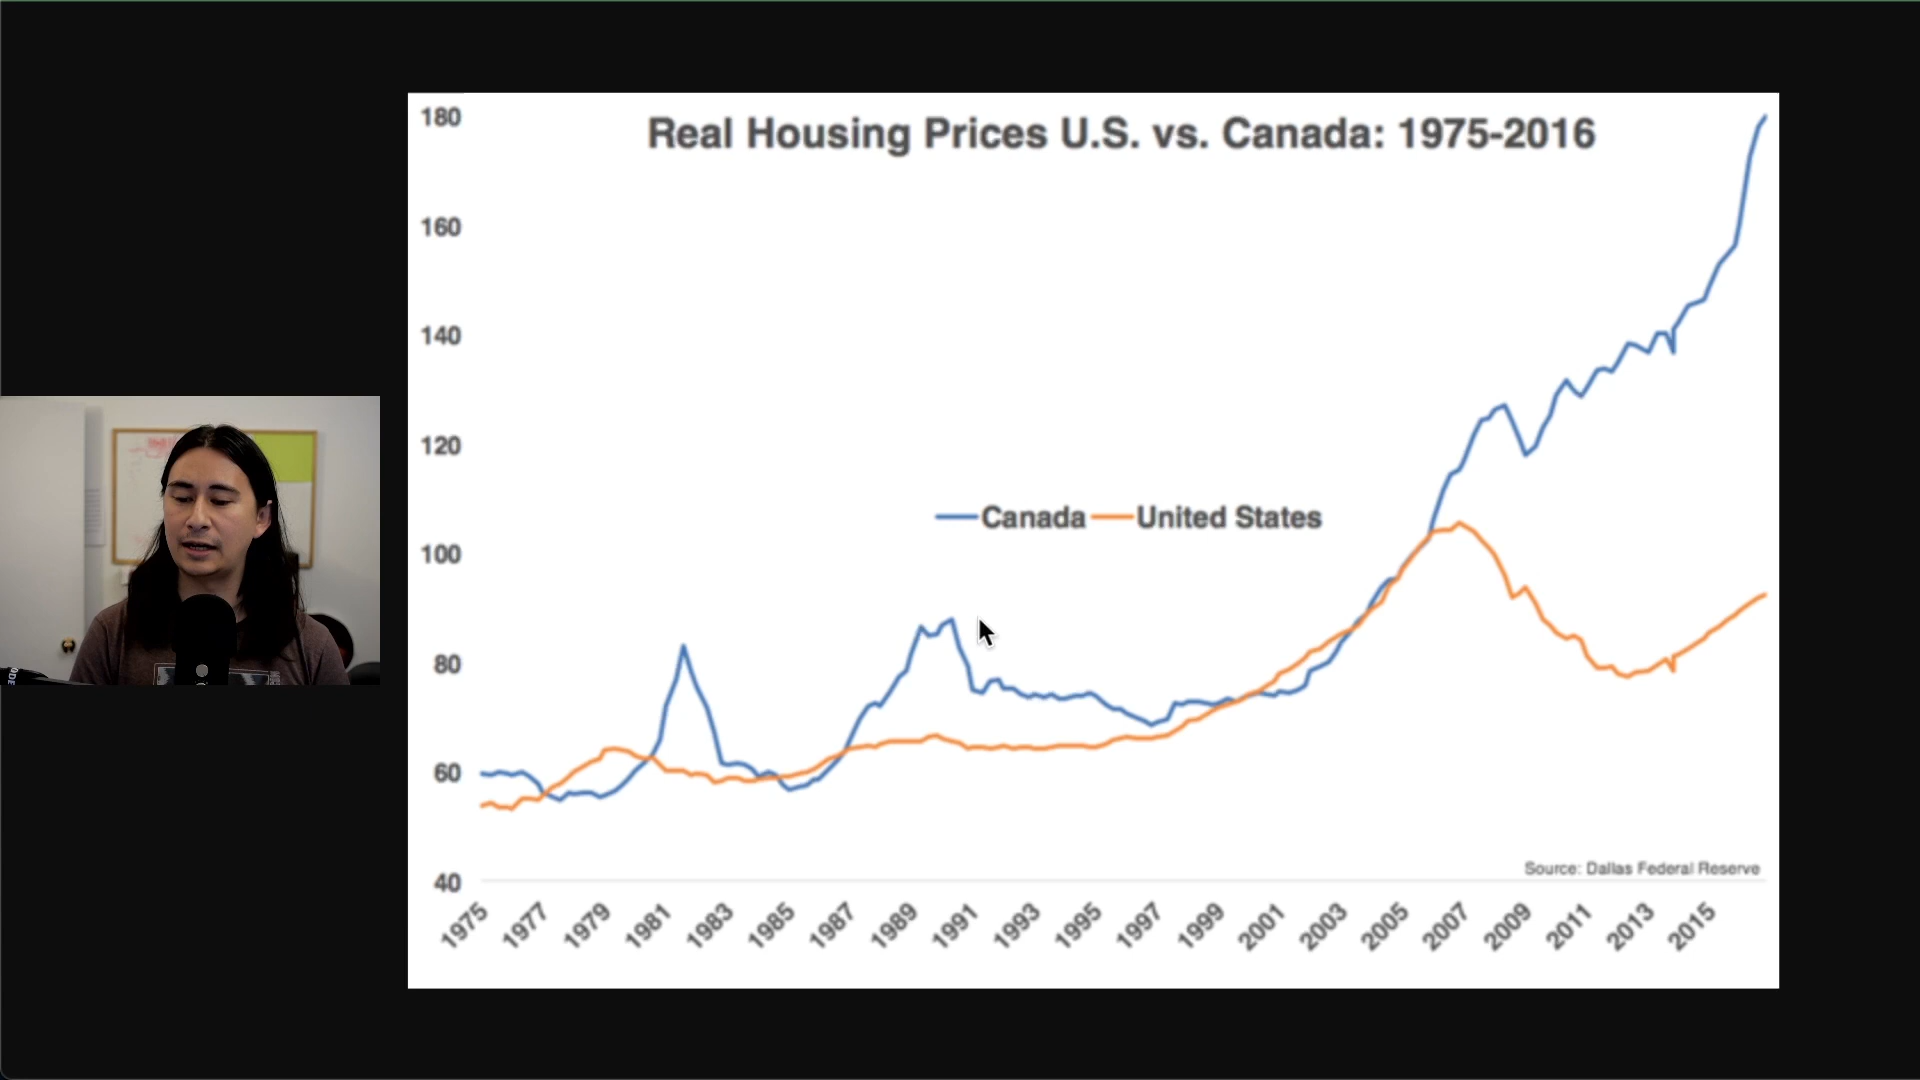 Real Housing Prices U.S. vs. Canada: 1975-2016
180
160
140
120
100
80
60
40
Canada United States
Source: Dallas Federal Reserve
1975 1977 1979 1981 1983 1985 1987 1989 1991 1993 1995 1997 1999 2001 2003 2005 2007 2009 2011 2013 2015